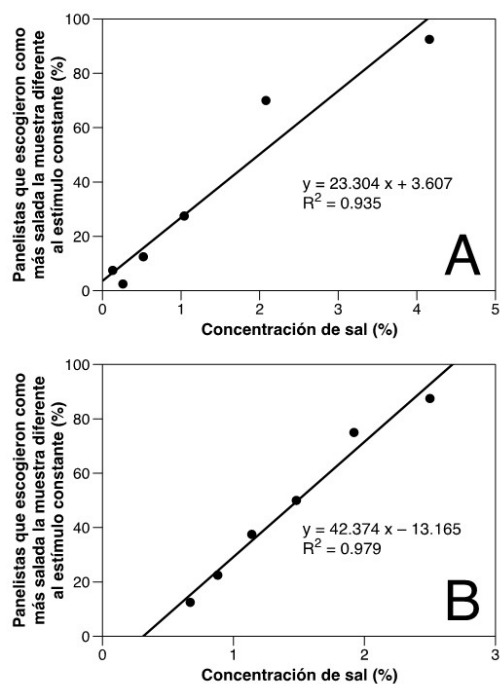 Panelistas que escogieron como
más salada la muestra diferente
al estímulo constante (%)
100
80
60
40
20
0
y = 23.304 x + 3.607
R² = 0.935
A
0 1 2 3 4 5
Concentración de sal (%)
Panelistas que escogieron como
más salada la muestra diferente
al estímulo constante (%)
100
80
60
40
20
0
y = 42.374 x – 13.165
R² = 0.979
B
0 1 2 3
Concentración de sal (%)